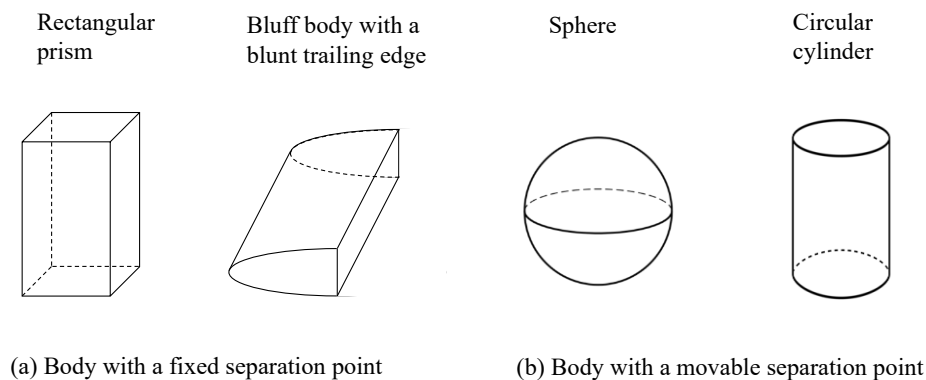 Rectangular
prism
Bluff body with a
blunt trailing edge
Sphere
Circular
cylinder
(a) Body with a fixed separation point
(b) Body with a movable separation point